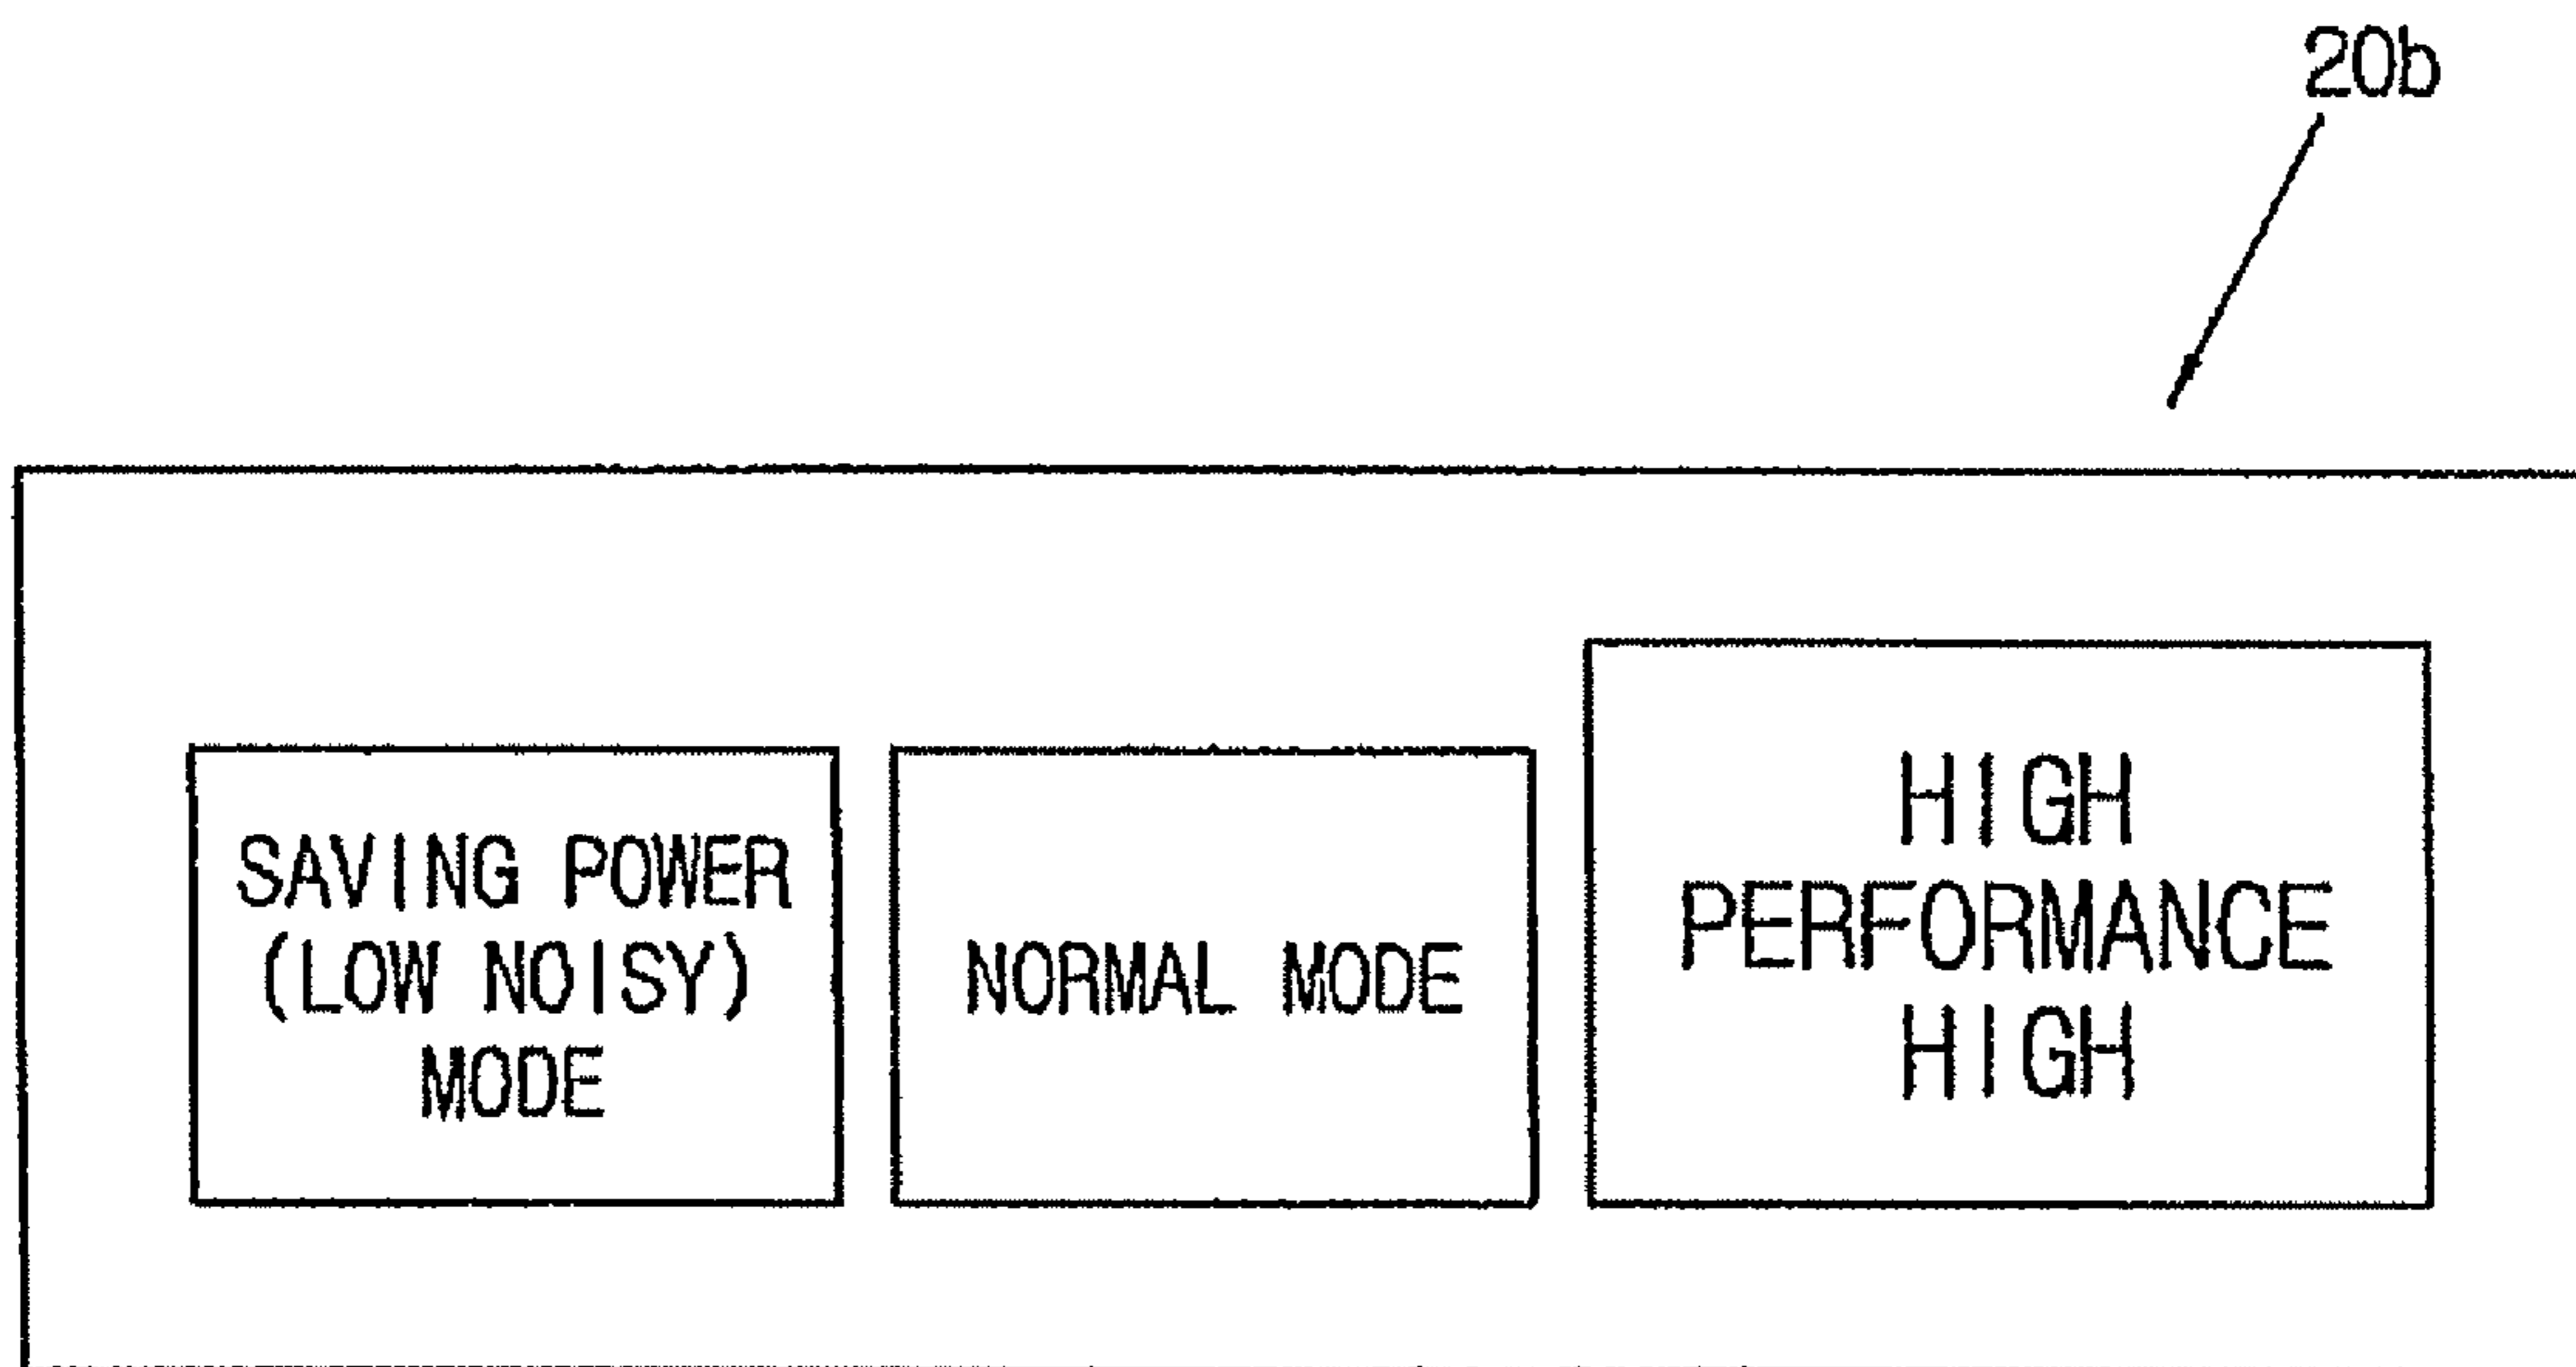 20b
SAVING POWER
(LOW NOISY)
MODE
NORMAL MODE
HIGH
PERFORMANCE
HIGH